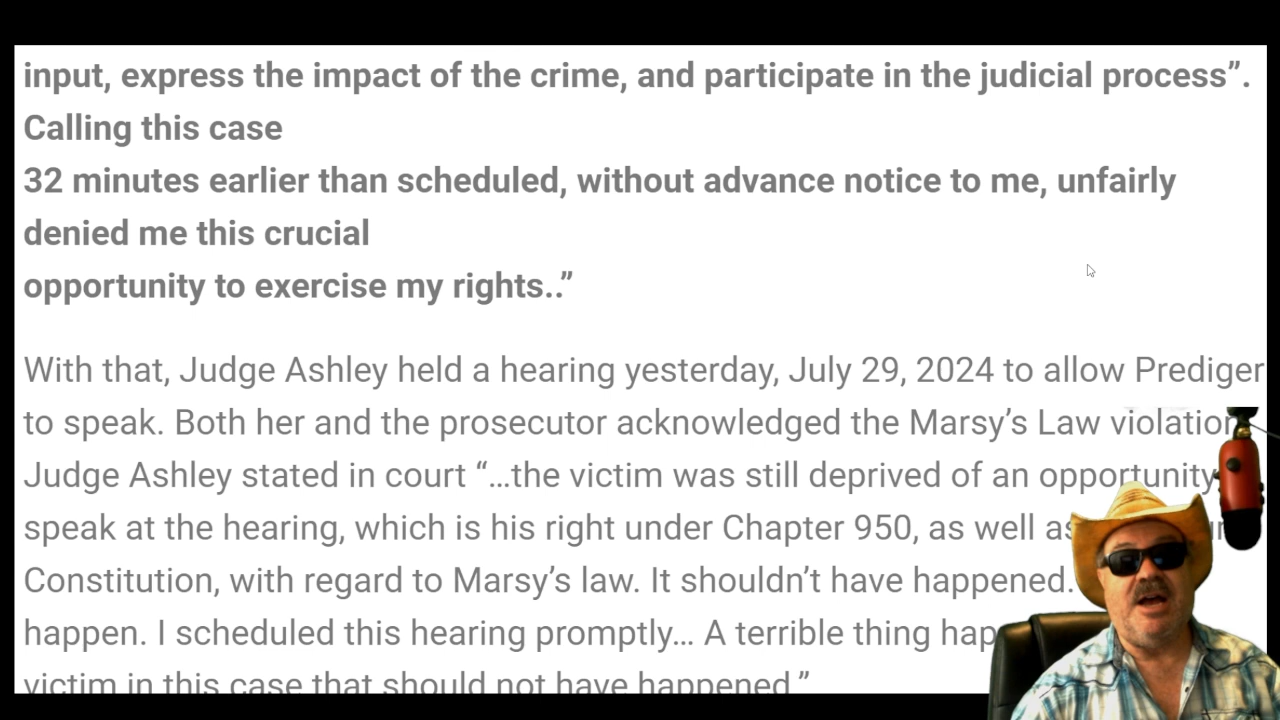 input, express the impact of the crime, and participate in the judicial process”.
Calling this case
32 minutes earlier than scheduled, without advance notice to me, unfairly
denied me this crucial
opportunity to exercise my rights..”
With that, Judge Ashley held a hearing yesterday, July 29, 2024 to allow Prediger
to speak. Both her and the prosecutor acknowledged the Marsy’s Law violation
Judge Ashley stated in court “…the victim was still deprived of an opportunity
speak at the hearing, which is his right under Chapter 950, as well as
Constitution, with regard to Marsy’s law. It shouldn’t have happened.
happen. I scheduled this hearing promptly… A terrible thing
victim in this case that should not have happened.”